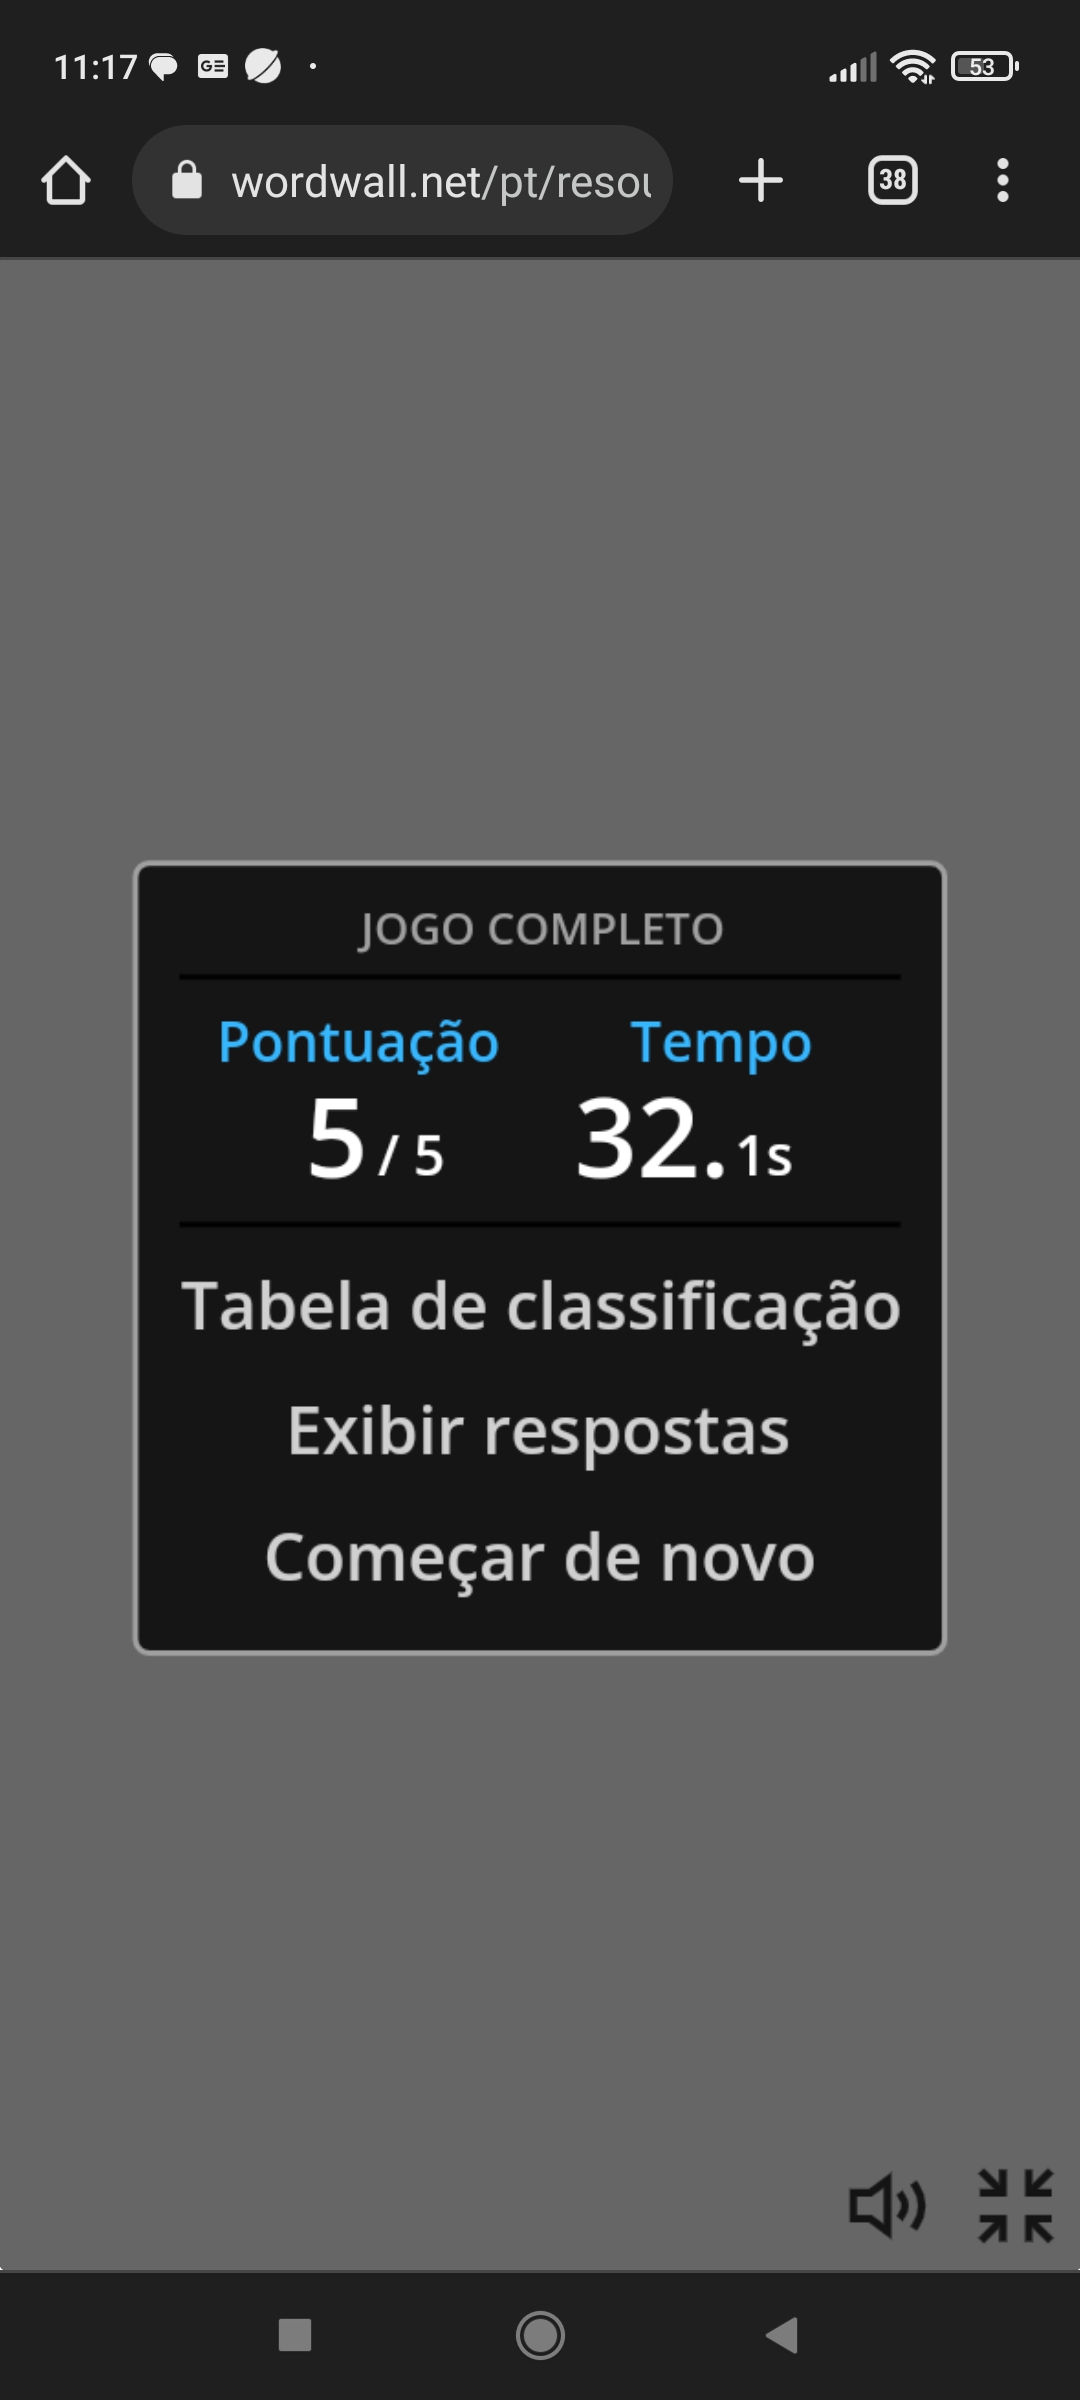 11:17 GE 53
wordwall.net/pt/resou 38
JOGO COMPLETO
Pontuação Tempo
5 / 5 32.1s
Tabela de classificação
Exibir respostas
Começar de novo